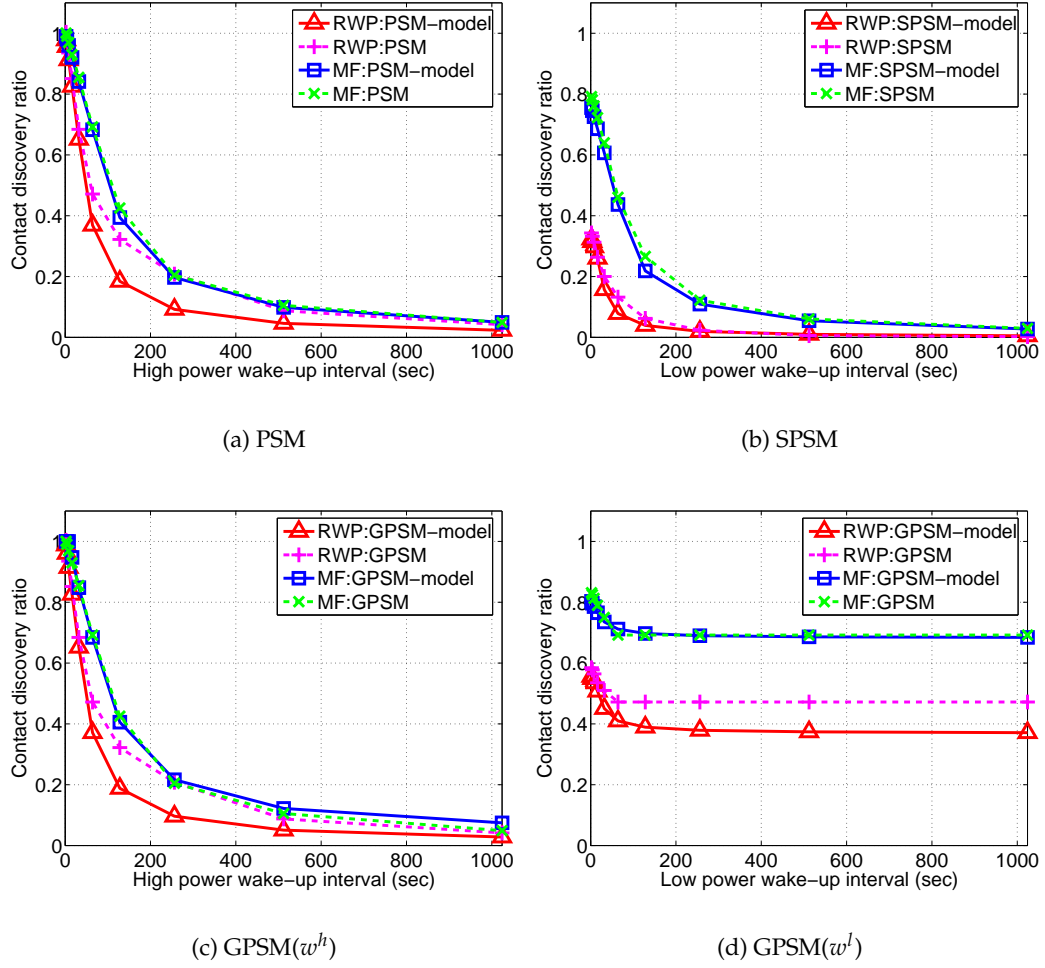 RWP:PSM−model
RWP:PSM
MF:PSM−model
MF:PSM
Contact discovery ratio
1
0.8
0.6
0.4
0.2
0
0 200 400 600 800 1000
High power wake−up interval (sec)
(a) PSM
RWP:SPSM−model
RWP:SPSM
MF:SPSM−model
MF:SPSM
Contact discovery ratio
1
0.8
0.6
0.4
0.2
0
0 200 400 600 800 1000
Low power wake−up interval (sec)
(b) SPSM
RWP:GPSM−model
RWP:GPSM
MF:GPSM−model
MF:GPSM
Contact discovery ratio
1
0.8
0.6
0.4
0.2
0
0 200 400 600 800 1000
High power wake−up interval (sec)
(c) GPSM(w^h)
RWP:GPSM−model
RWP:GPSM
MF:GPSM−model
MF:GPSM
Contact discovery ratio
1
0.8
0.6
0.4
0.2
0
0 200 400 600 800 1000
Low power wake−up interval (sec)
(d) GPSM(w^l)